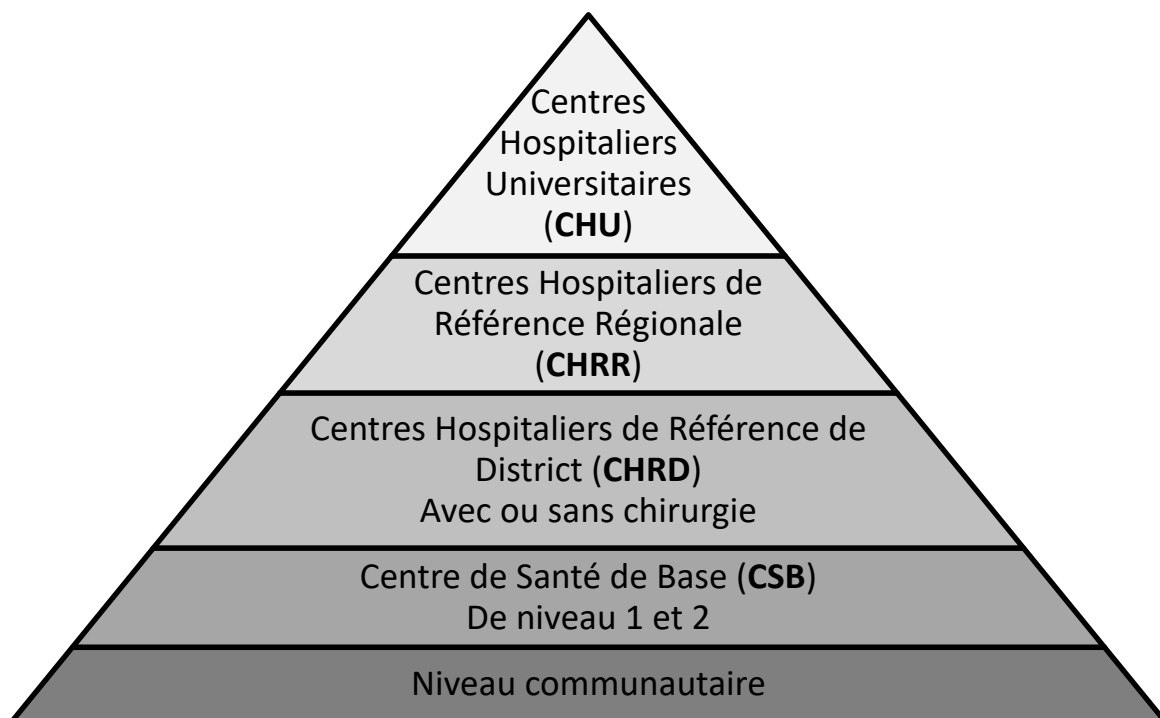 Centres
Hospitaliers
Universitaires
(CHU)
Centres Hospitaliers de
Référence Régionale
(CHRR)
Centres Hospitaliers de Référence de
District (CHRD)
Avec ou sans chirurgie
Centre de Santé de Base (CSB)
De niveau 1 et 2
Niveau communautaire